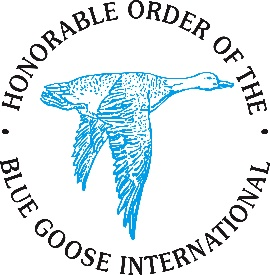 HONORABLE ORDER OF THE
BLUE GOOSE INTERNATIONAL